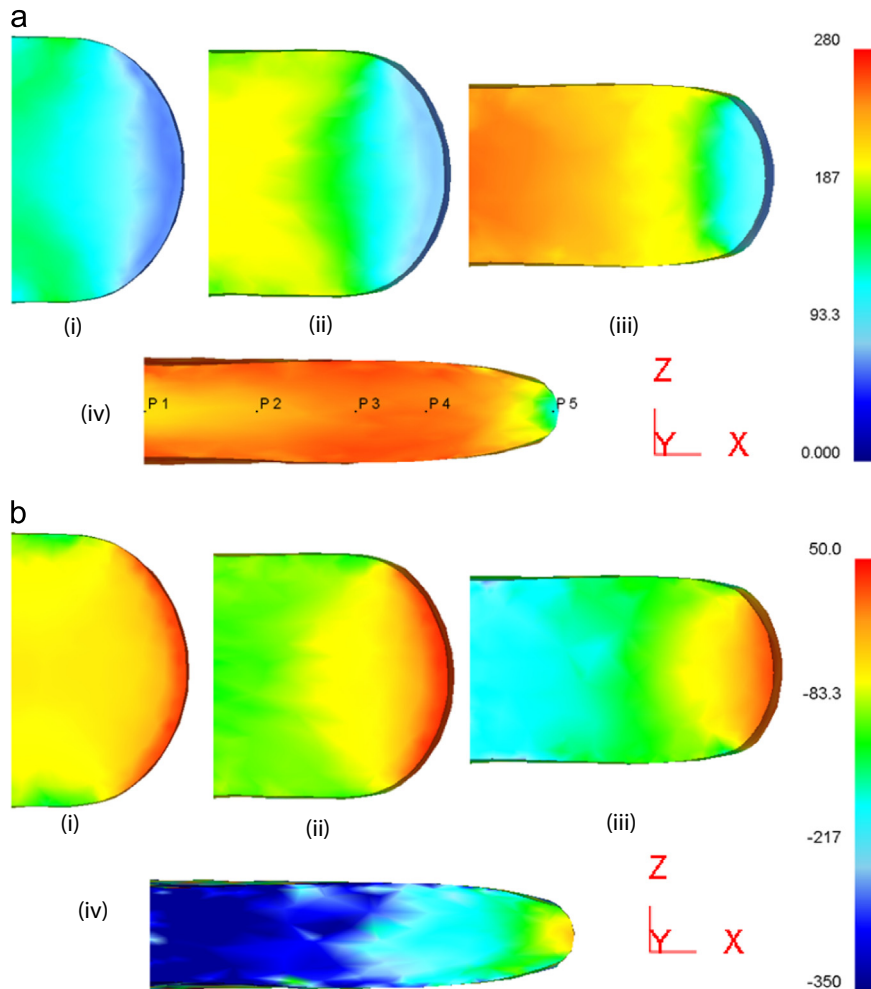 a
280
187
93.3
0.000
(i)
(ii)
(iii)
(iv)
P 1
P 2
P 3
P 4
P 5
Z
Y
X
b
50.0
-83.3
-217
-350
(i)
(ii)
(iii)
(iv)
Z
Y
X